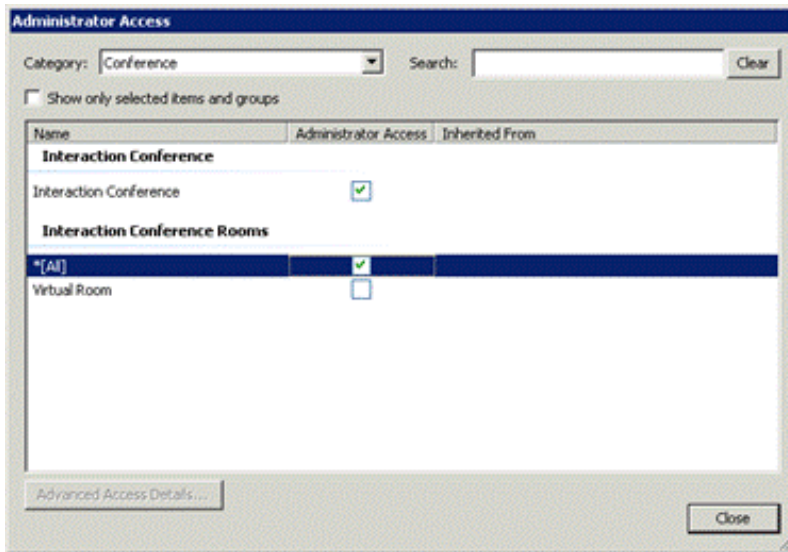 Administrator Access
Category: Conference Search: Clear
Show only selected items and groups
Name Administrator Access Inherited From
Interaction Conference
Interaction Conference
Interaction Conference Rooms
*[All]
Virtual Room
Advanced Access Details...
Close